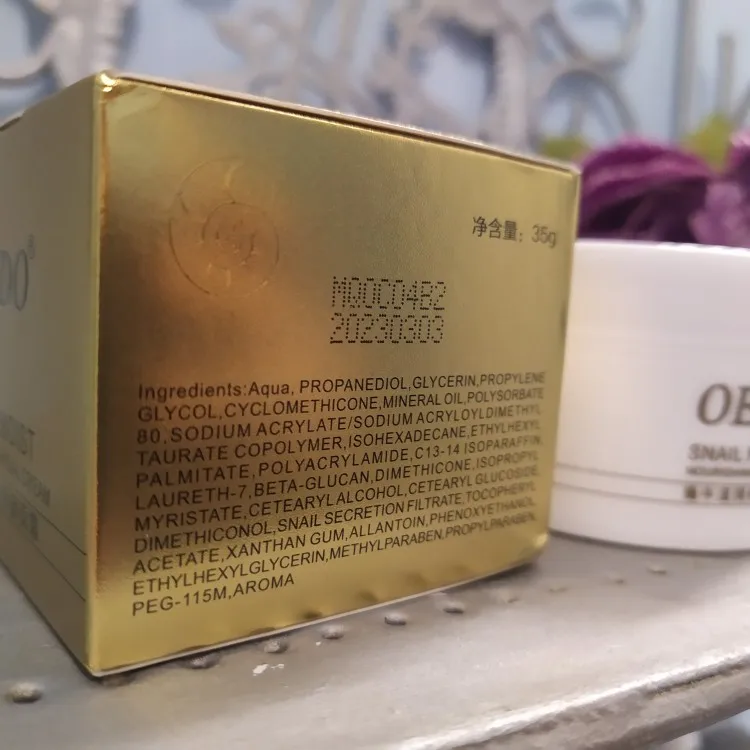 净含量：35g
MQ0C04B2
20230303
Ingredients:Aqua, PROPANEDIOL,GLYCERIN,PROPYLENE
GLYCOL,CYCLOMETHICONE,MINERAL OIL,POLYSORBATE
80,SODIUM ACRYLATE/SODIUM ACRYLOYLDIMETHYL
TAURATE COPOLYMER,ISOHEXADECANE,ETHYLHEXYL
PALMITATE,POLYACRYLAMIDE,C13-14 ISOPARAFFIN,
LAURETH-7,BETA-GLUCAN,DIMETHICONE,ISOPROPYL
MYRISTATE,CETEARYL ALCOHOL,CETEARYL GLUCOSIDE,
DIMETHICONOL,SNAIL SECRETION FILTRATE,TOCOPHERYL
ACETATE,XANTHAN GUM,ALLANTOIN,PHENOXYETHANOL,
ETHYLHEXYLGLYCERIN,METHYLPARABEN,PROPYLPARABEN,
PEG-115M,AROMA
OE
SNAIL